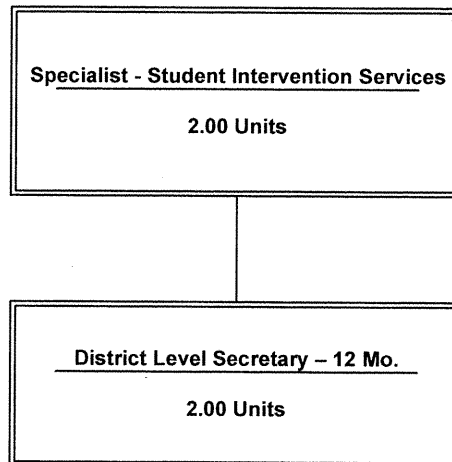 Specialist - Student Intervention Services
2.00 Units
District Level Secretary – 12 Mo.
2.00 Units